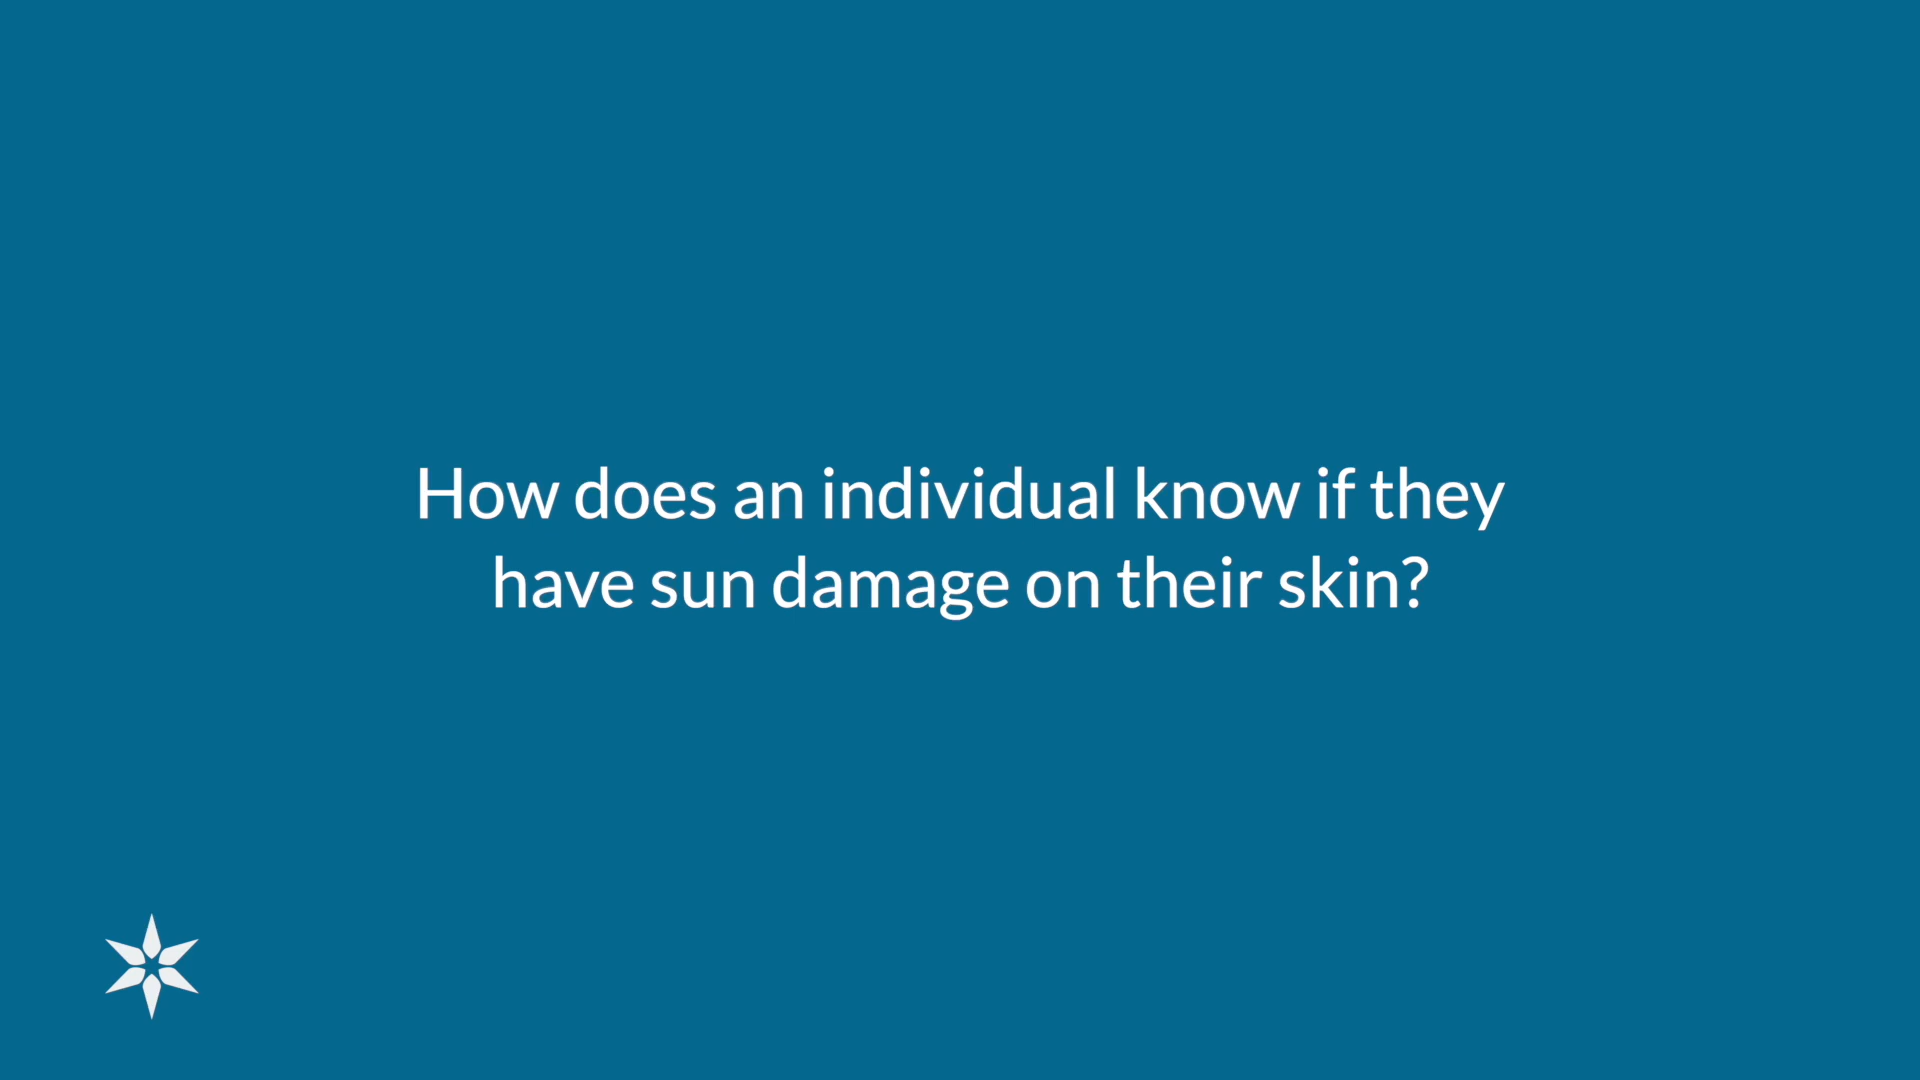 How does an individual know if they
have sun damage on their skin?